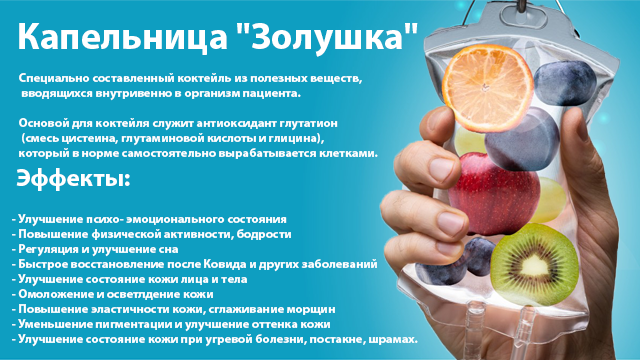 Капельница "Золушка"
Специально составленный коктейль из полезных веществ,
вводящихся внутривенно в организм пациента.
Основой для коктейля служит антиоксидант глутатион
(смесь цистеина, глутаминовой кислоты и глицина),
который в норме самостоятельно вырабатывается клетками.
Эффекты:
- Улучшение психо- эмоционального состояния
- Повышение физической активности, бодрости
- Регуляция и улучшение сна
- Быстрое восстановление после Ковида и других заболеваний
- Улучшения состояние кожи лица и тела
- Омоложение и осветлдение кожи
- Повышение эластичности кожи, сглаживание морщин
- Уменьшение пигментации и улучшение оттенка кожи
- Улучшение состояние кожи при угревой болезни, постакне, шрамах.